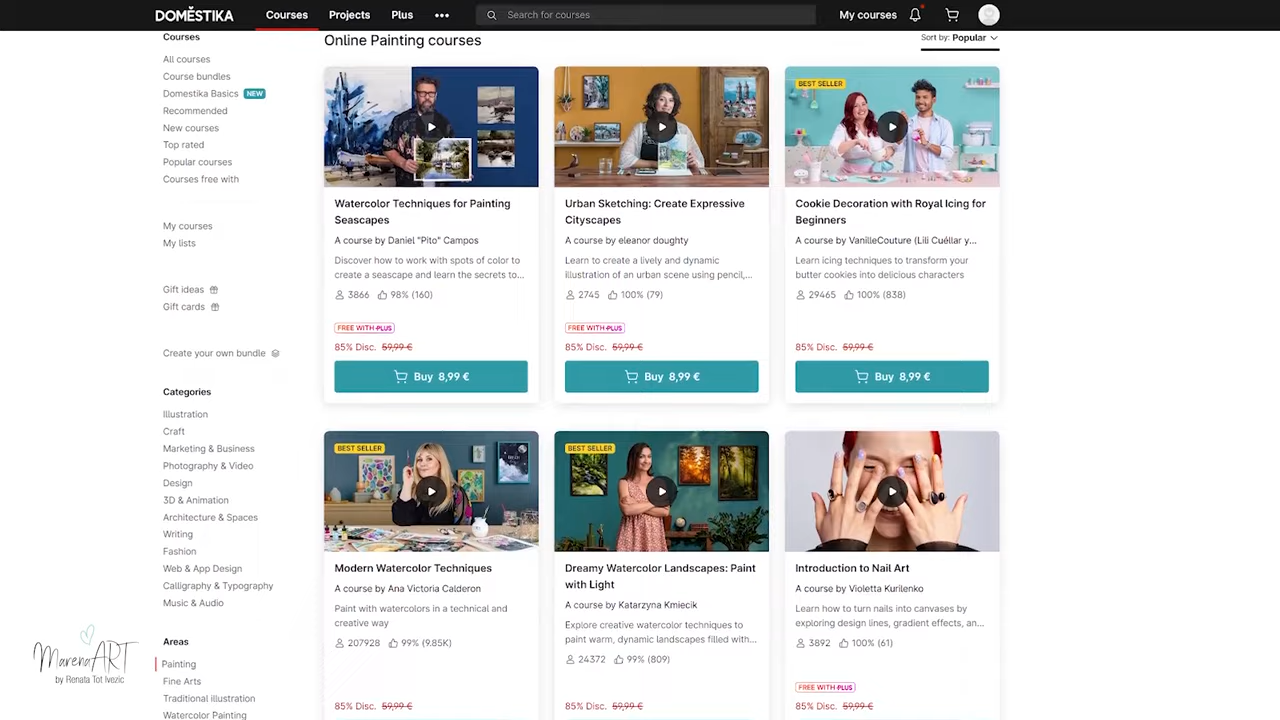 DOMĚSTIKA
Courses
Projects
Plus
•••
Search for courses
My courses
Courses
All courses
Course bundles
Domestika Basics NEW
Recommended
New courses
Top rated
Popular courses
Courses free with
My courses
My lists
Gift ideas
Gift cards
Create your own bundle
Categories
Illustration
Craft
Marketing & Business
Photography & Video
Design
3D & Animation
Architecture & Spaces
Writing
Fashion
Web & App Design
Calligraphy & Typography
Music & Audio
Areas
Painting
Fine Arts
Traditional illustration
Watercolor Painting
Online Painting courses
Sort by: Popular
Watercolor Techniques for Painting
Seascapes
A course by Daniel "Pito" Campos
Discover how to work with spots of color to
create a seascape and learn the secrets to...
3866 98% (160)
FREE WITH PLUS
85% Disc. 59,99 €
Buy 8,99 €
Urban Sketching: Create Expressive
Cityscapes
A course by eleanor doughty
Learn to create a lively and dynamic
illustration of an urban scene using pencil,...
2745 100% (79)
FREE WITH PLUS
85% Disc. 59,99 €
Buy 8,99 €
BEST SELLER
Cookie Decoration with Royal Icing for
Beginners
A course by VanilleCouture (Lili Cuéllar y...
Learn icing techniques to transform your
butter cookies into delicious characters
29465 100% (838)
85% Disc. 59,99 €
Buy 8,99 €
BEST SELLER
Modern Watercolor Techniques
A course by Ana Victoria Calderon
Paint with watercolors in a technical and
creative way
207928 99% (9.85K)
85% Disc. 59,99 €
BEST SELLER
Dreamy Watercolor Landscapes: Paint
with Light
A course by Katarzyna Kmiecik
Explore creative watercolor techniques to
paint warm, dynamic landscapes filled with...
24372 99% (809)
85% Disc. 59,99 €
Introduction to Nail Art
A course by Violetta Kurilenko
Learn how to turn nails into canvases by
exploring design lines, gradient effects, an...
3892 100% (61)
FREE WITH PLUS
85% Disc. 59,99 €
MarenaART
by Renata Tot Ivezic